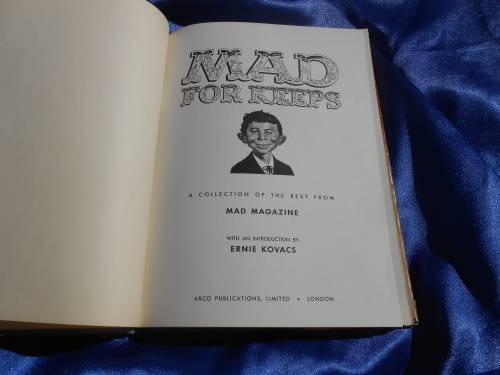 MAD
FOR KEEPS
A COLLECTION OF THE BEST FROM
MAD MAGAZINE
WITH AN INTRODUCTION BY
ERNIE KOVACS
ARCO PUBLICATIONS, LIMITED • LONDON